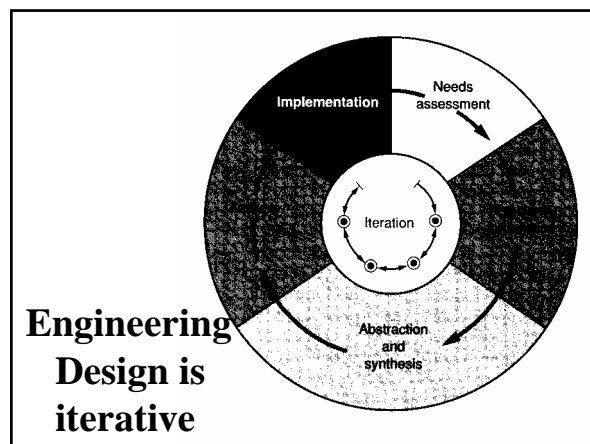 Implementation
Needs
assessment
Iteration
Abstraction
and
synthesis
Engineering
Design is
iterative